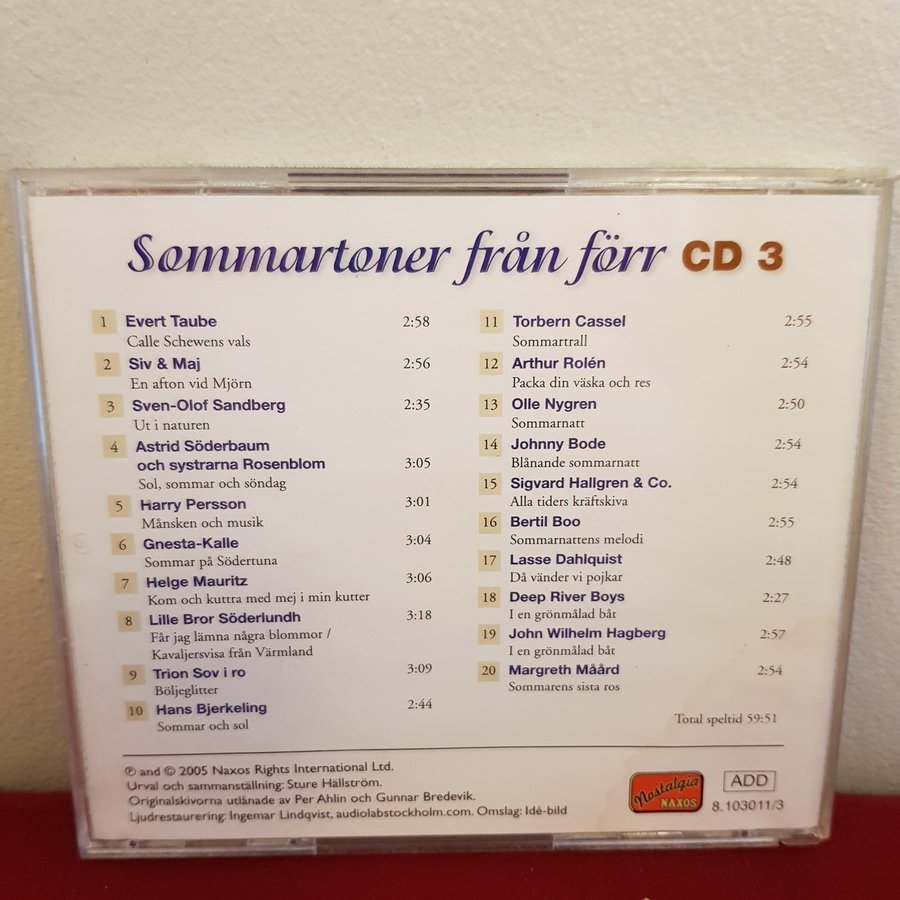 Sommartoner från förr CD 3
1 Evert Taube 2:58
Calle Schewens vals
2 Siv & Maj 2:56
En afton vid Mjörn
3 Sven-Olof Sandberg 2:35
Ut i naturen
4 Astrid Söderbaum
och systrarna Rosenblom 3:05
Sol, sommar och söndag
5 Harry Persson 3:01
Månsken och musik
6 Gnesta-Kalle 3:04
Sommar på Södertuna
7 Helge Mauritz 3:06
Kom och kuttra med mej i min kutter
8 Lille Bror Söderlundh 3:18
Får jag lämna några blommor /
Kavaljersvisa från Värmland
9 Trion Sov i ro 3:09
Böljeglitter
10 Hans Bjerkeling 2:44
Sommar och sol
11 Torbern Cassel 2:55
Sommartrall
12 Arthur Rolén 2:54
Packa din väska och res
13 Olle Nygren 2:50
Sommarnatt
14 Johnny Bode 2:54
Blånande sommarnatt
15 Sigvard Hallgren & Co. 2:54
Alla tiders kräftskiva
16 Bertil Boo 2:55
Sommarnattens melodi
17 Lasse Dahlquist 2:48
Då vänder vi pojkar
18 Deep River Boys 2:27
I en grönmålad båt
19 John Wilhelm Hagberg 2:57
I en grönmålad båt
20 Margreth Måård 2:54
Sommarens sista ros
Total speltid 59:51
℗ and © 2005 Naxos Rights International Ltd.
Urval och sammanställning: Sture Hällström.
Originalskivorna utlånade av Per Ahlin och Gunnar Bredevik.
Ljudrestaurering: Ingemar Lindqvist, audiolabstockholm.com. Omslag: Idé-bild
Nostalgia
NAXOS
ADD
8.103011/3